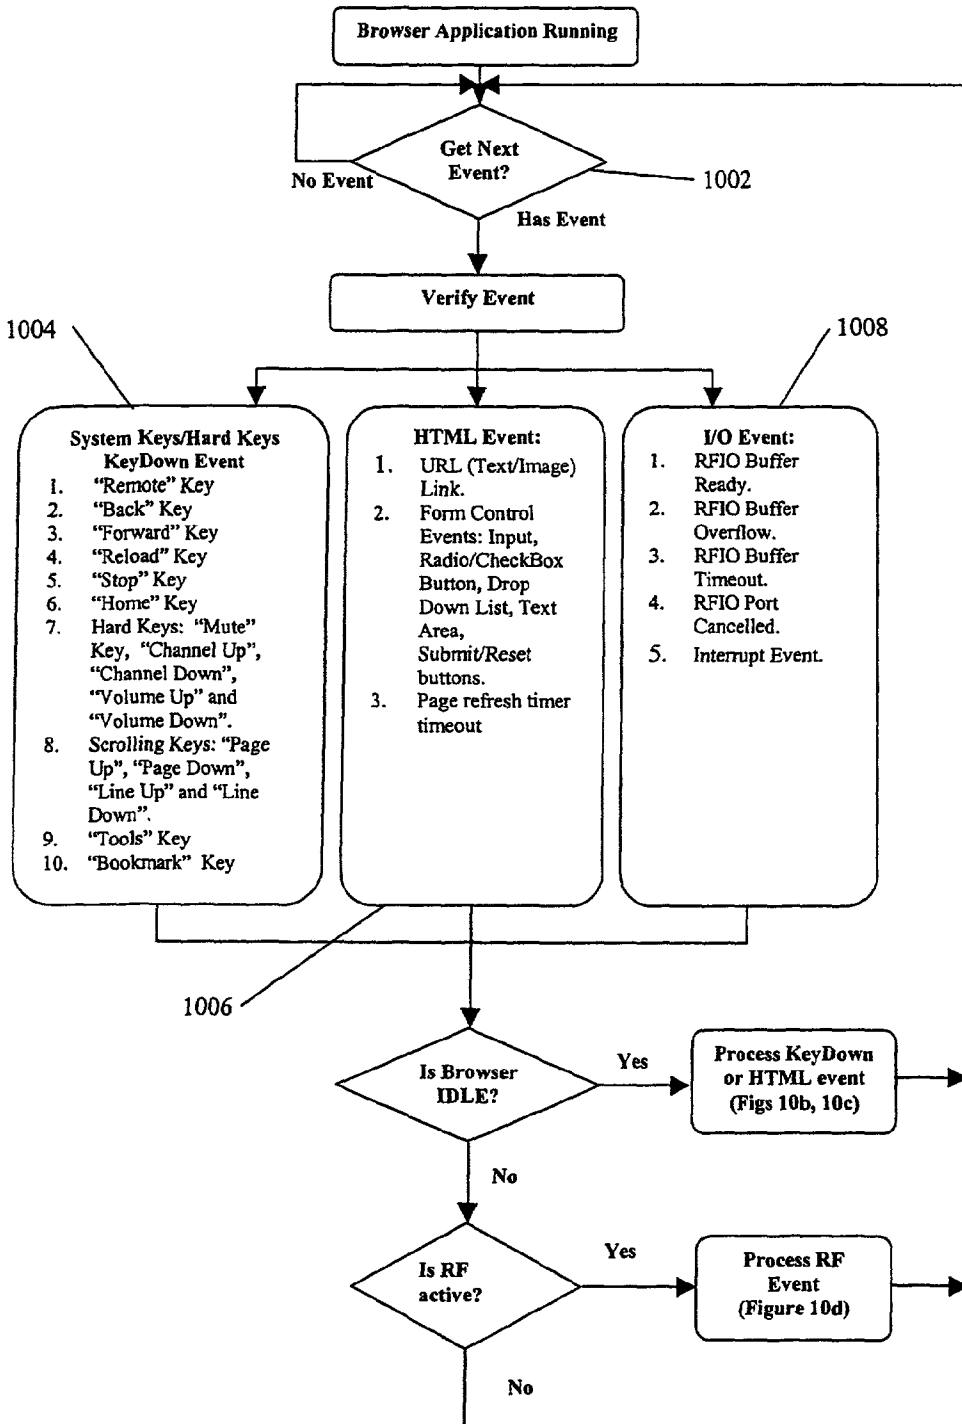 Browser Application Running
Get Next
Event?
No Event
1002
Has Event
Verify Event
1004
1008
System Keys/Hard Keys
KeyDown Event
1. “Remote” Key
2. “Back” Key
3. “Forward” Key
4. “Reload” Key
5. “Stop” Key
6. “Home” Key
7. Hard Keys: “Mute”
Key, “Channel Up”,
“Channel Down”,
“Volume Up” and
“Volume Down”.
8. Scrolling Keys: “Page
Up”, “Page Down”,
“Line Up” and “Line
Down”.
9. “Tools” Key
10. “Bookmark” Key
HTML Event:
1. URL (Text/Image)
Link.
2. Form Control
Events: Input,
Radio/CheckBox
Button, Drop
Down List, Text
Area,
Submit/Reset
buttons.
3. Page refresh timer
timeout
I/O Event:
1. RFIO Buffer
Ready.
2. RFIO Buffer
Overflow.
3. RFIO Buffer
Timeout.
4. RFIO Port
Cancelled.
5. Interrupt Event.
1006
Is Browser
IDLE?
Yes
Process KeyDown
or HTML event
(Figs 10b, 10c)
No
Is RF
active?
Yes
Process RF
Event
(Figure 10d)
No